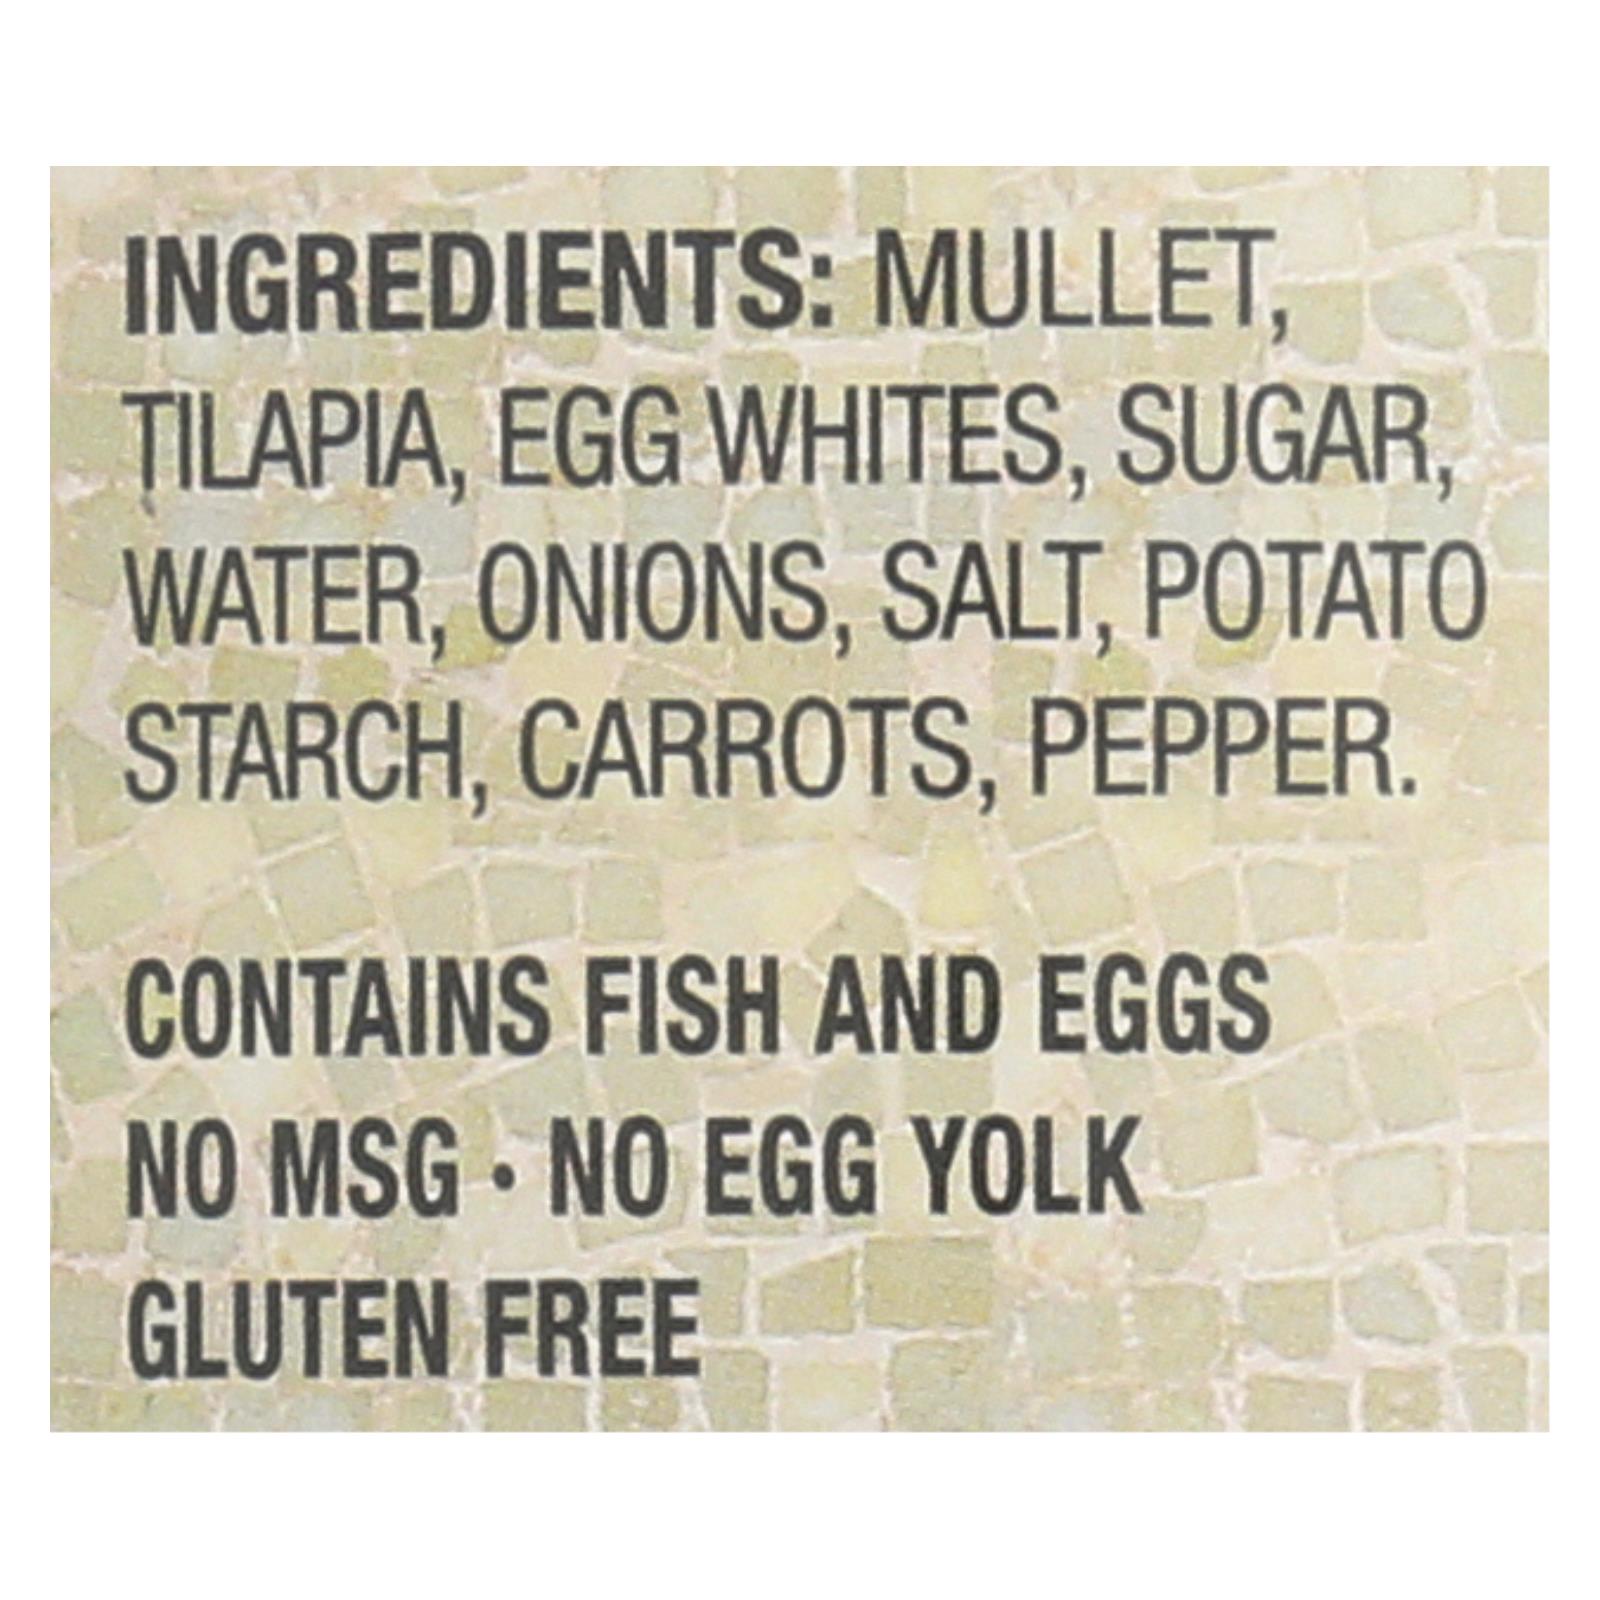 INGREDIENTS: MULLET,
TILAPIA, EGG WHITES, SUGAR,
WATER, ONIONS, SALT, POTATO
STARCH, CARROTS, PEPPER.
CONTAINS FISH AND EGGS
NO MSG • NO EGG YOLK
GLUTEN FREE